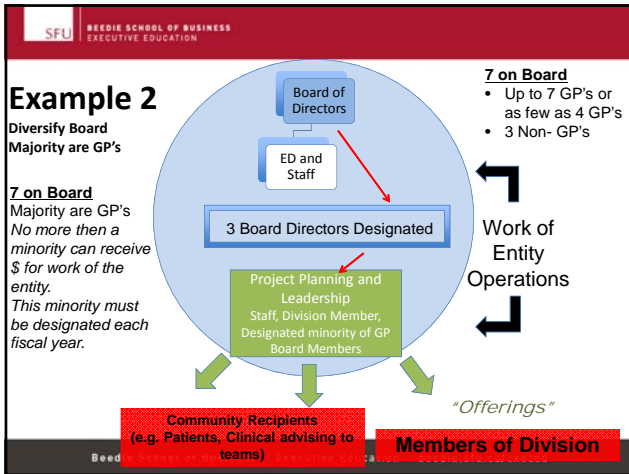 SFU
BEEDIE SCHOOL OF BUSINESS
EXECUTIVE EDUCATION
Example 2
Diversify Board
Majority are GP's
7 on Board
Majority are GP's
No more then a
minority can receive
$ for work of the
entity.
This minority must
be designated each
fiscal year.
Board of
Directors
ED and
Staff
3 Board Directors Designated
Project Planning and
Leadership
Staff, Division Member,
Designated minority of GP
Board Members
7 on Board
• Up to 7 GP's or
as few as 4 GP's
• 3 Non- GP's
Work of
Entity
Operations
"Offerings"
Community Recipients
(e.g. Patients, Clinical advising to
teams)
Members of Division